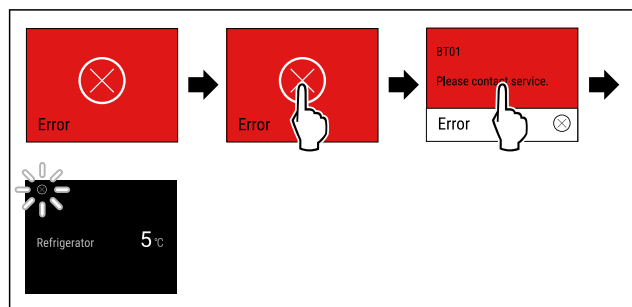 Error
Error
BT01
Please contact service.
Error
Refrigerator 5 °C